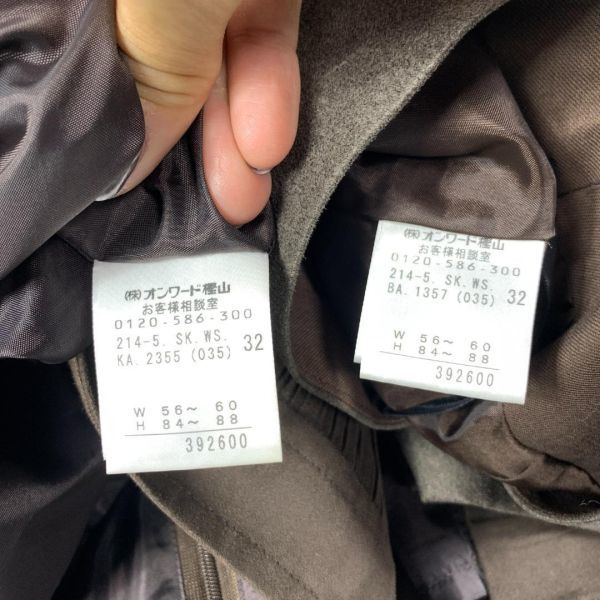 (株)オンワード樫山
お客様相談室
0120-586-300
214-5. SK. WS.
KA. 2355 (035) 32
W 56～ 60
H 84～ 88
392600
(株)オンワード樫山
お客様相談室
0120-586-300
214-5. SK. WS.
BA. 1357 (035) 32
W 56～ 60
H 84～ 88
392600